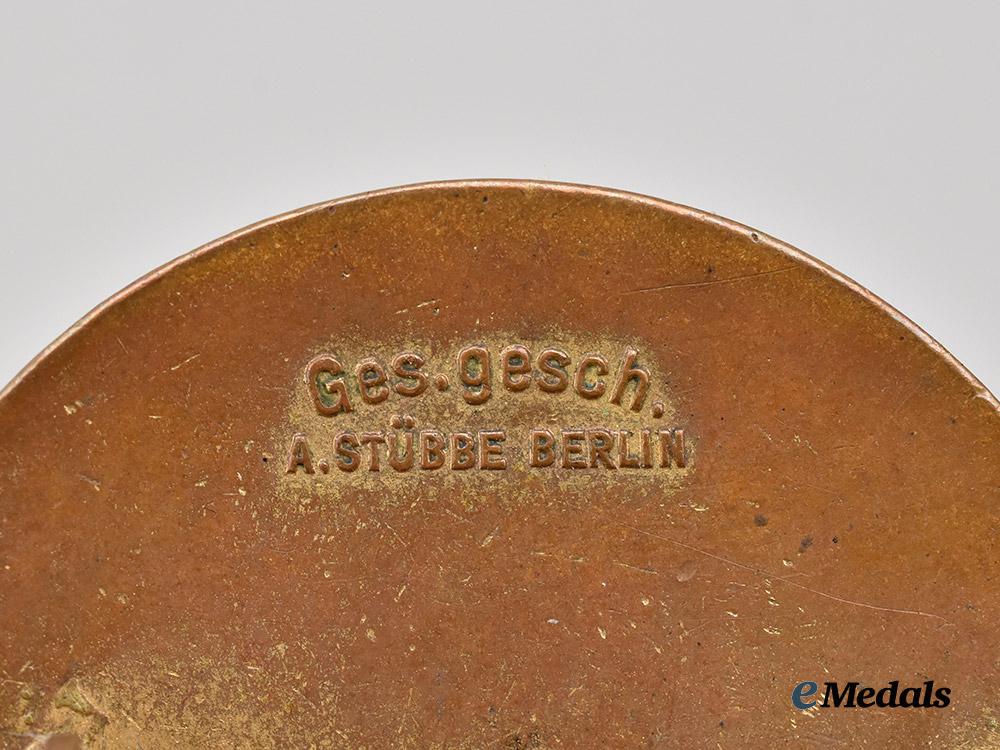 Ges. gesch.
A. STÜBBE BERLIN
eMedals